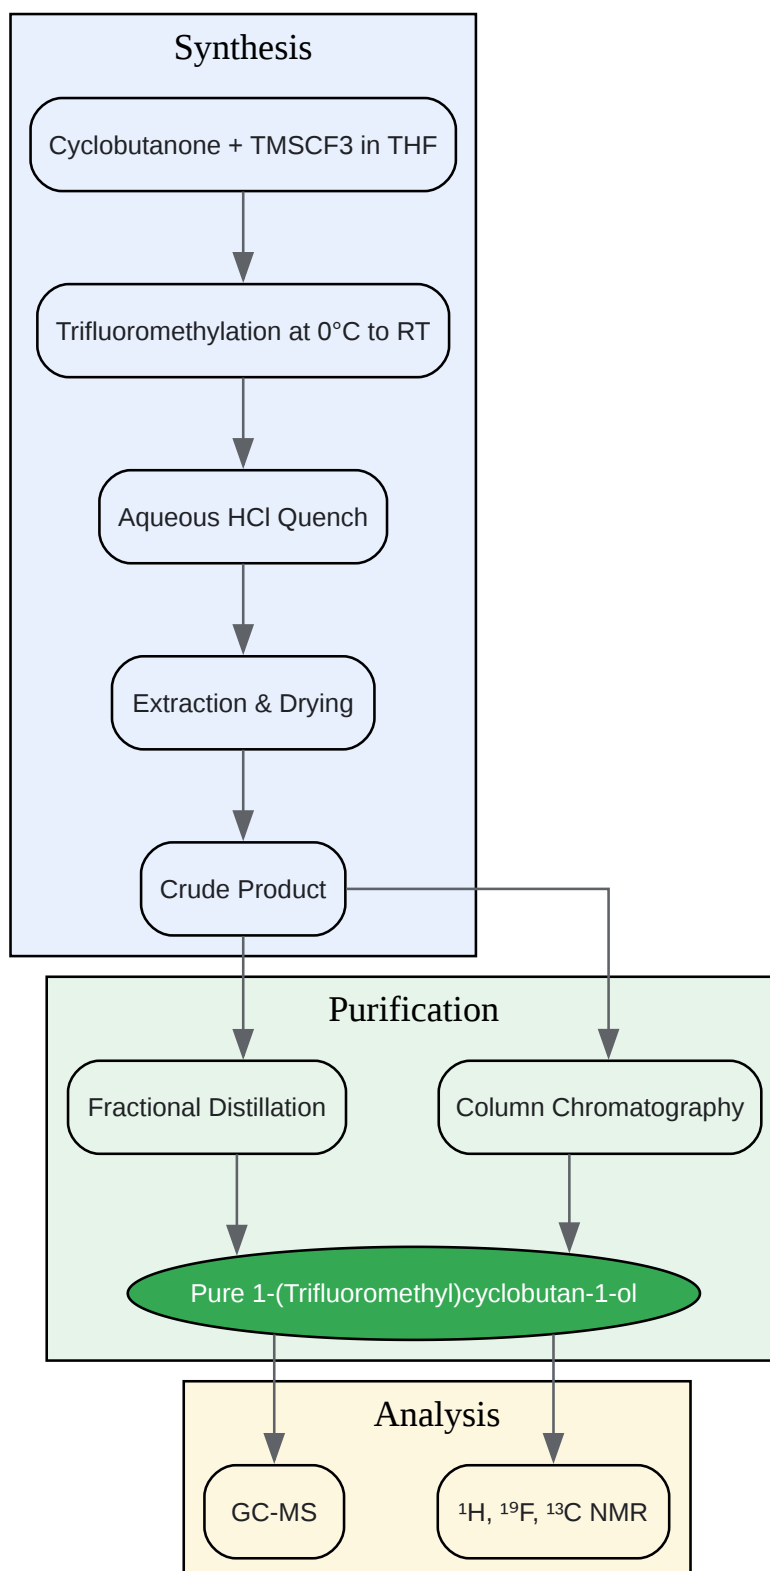 Synthesis
Cyclobutanone + TMSCF3 in THF
Trifluoromethylation at 0°C to RT
Aqueous HCl Quench
Extraction & Drying
Crude Product
Purification
Fractional Distillation
Column Chromatography
Pure 1-(Trifluoromethyl)cyclobutan-1-ol
Analysis
GC-MS
¹H, ¹⁹F, ¹³C NMR